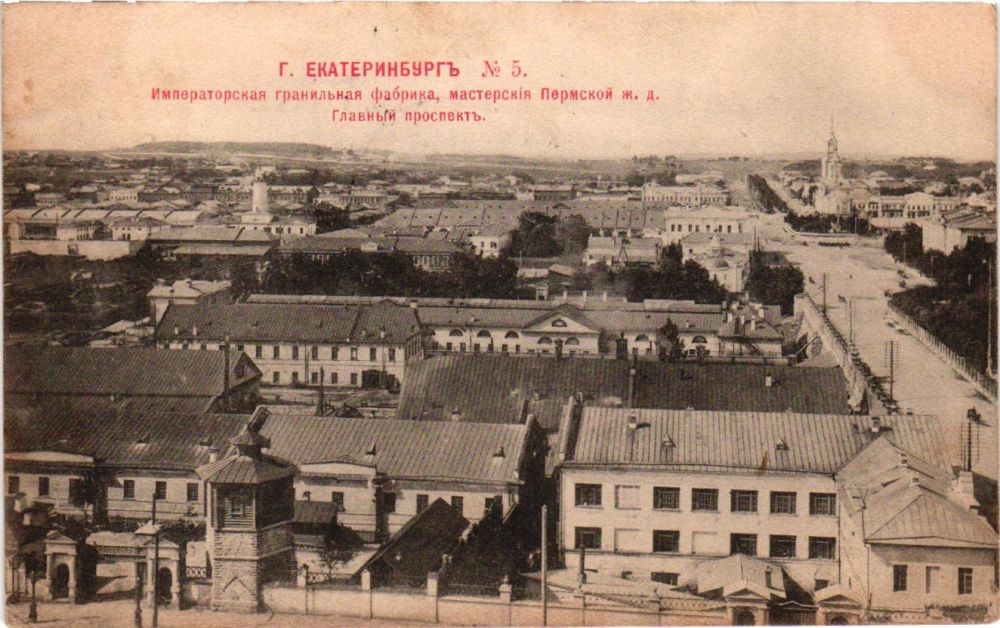 Г. ЕКАТЕРИНБУРГЪ № 5.
Императорская гранильная фабрика, мастерскія Пермской ж. д.
Главный проспектъ.